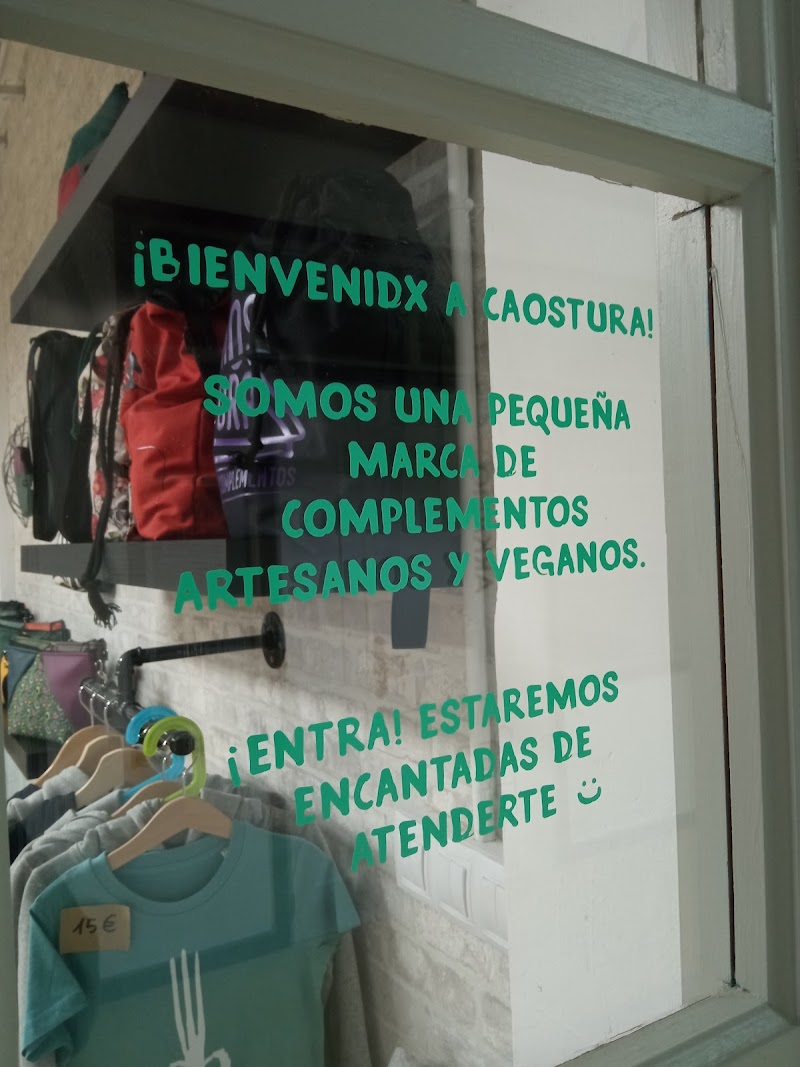 ¡BIENVENIDX A CAOSTURA!
SOMOS UNA PEQUEÑA
MARCA DE
COMPLEMENTOS
ARTESANOS Y VEGANOS.
¡ENTRA! ESTAREMOS
ENCANTADAS DE
ATENDERTE
15€